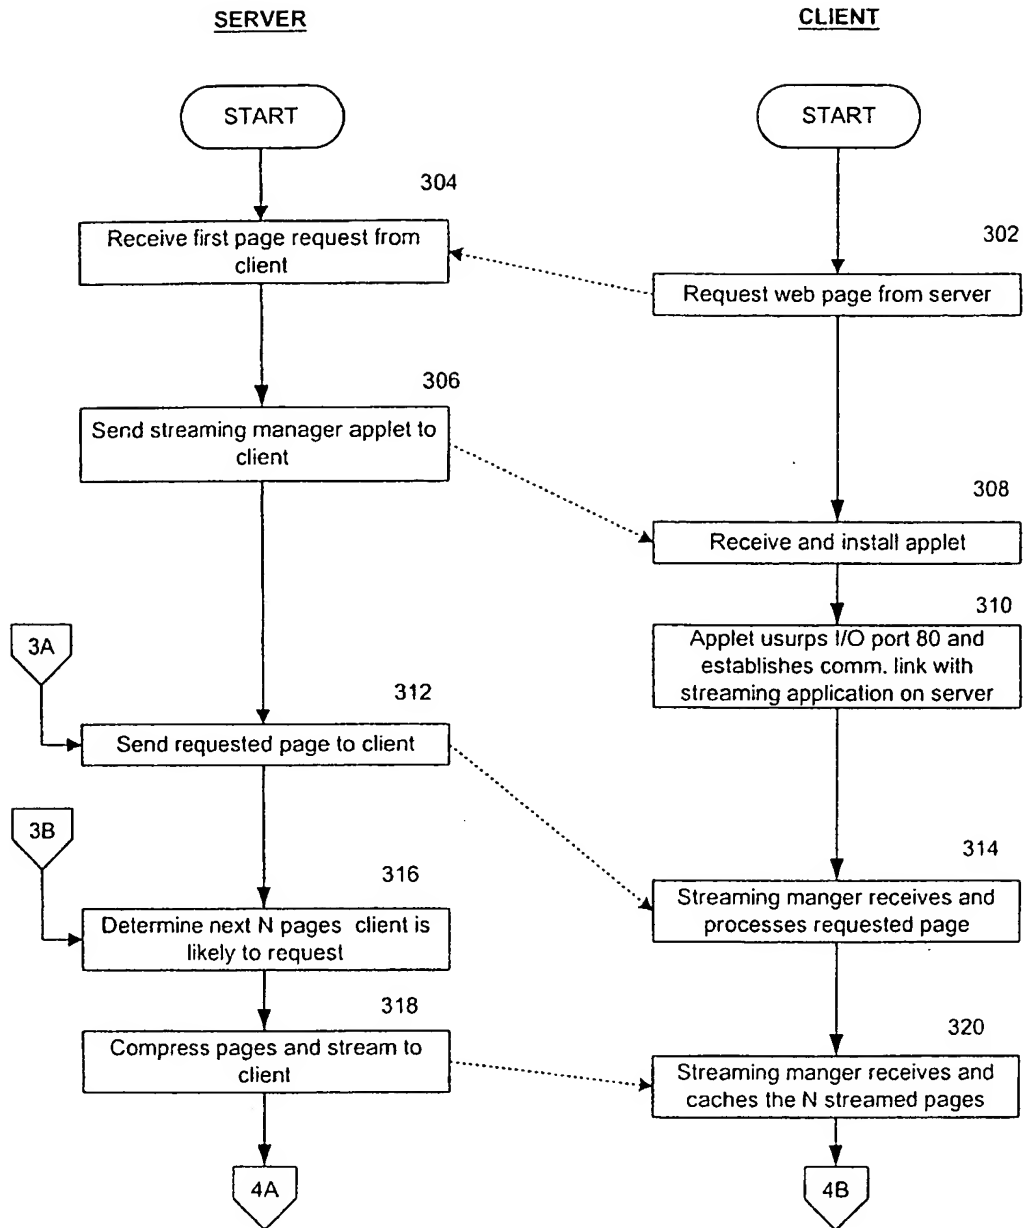 SERVER
CLIENT
START
START
304
Receive first page request from
client
302
Request web page from server
306
Send streaming manager applet to
client
308
Receive and install applet
310
Applet usurps I/O port 80 and
establishes comm. link with
streaming application on server
3A
312
Send requested page to client
3B
314
Streaming manger receives and
processes requested page
316
Determine next N pages client is
likely to request
318
Compress pages and stream to
client
320
Streaming manger receives and
caches the N streamed pages
4A
4B